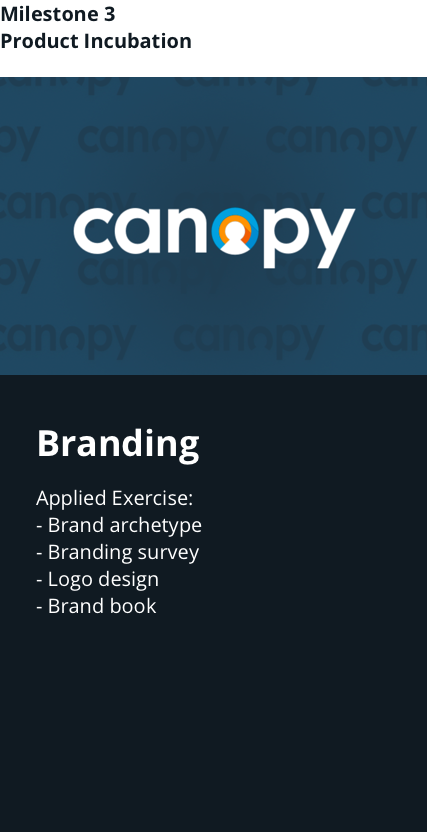 Milestone 3
Product Incubation
canopy
Branding
Applied Exercise:
- Brand archetype
- Branding survey
- Logo design
- Brand book